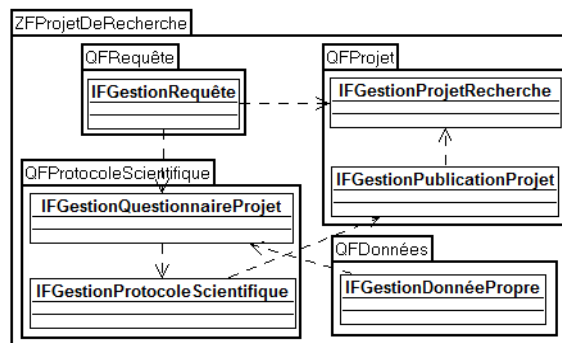 ZFProjetDeRecherche
QFRequête
IFGestionRequête
QFProjet
IFGestionProjetRecherche
IFGestionPublicationProjet
QFProtocoleScientifique
IFGestionQuestionnaireProjet
IFGestionProtocoleScientifique
QFDonnées
IFGestionDonnéePropre